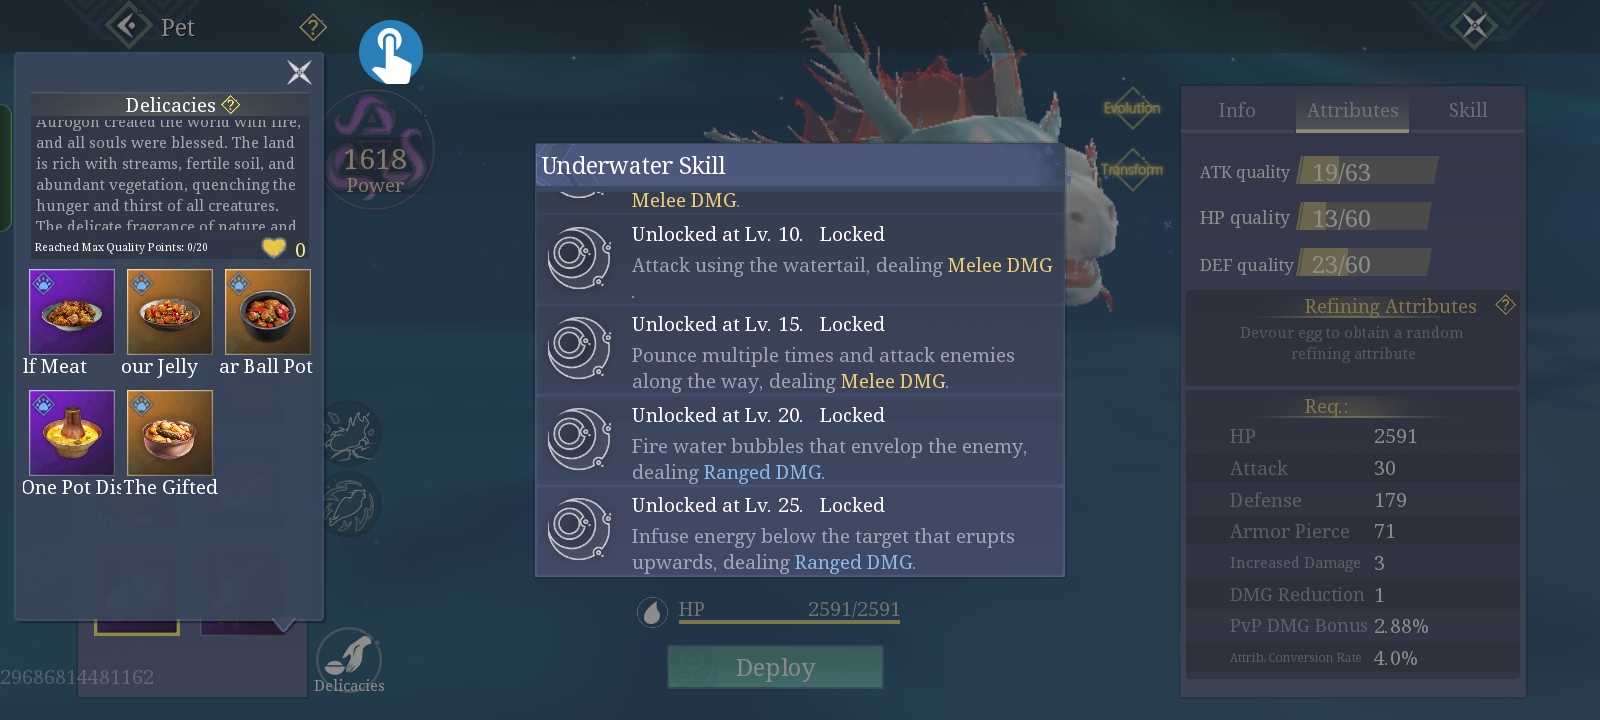 Pet
Delicacies
Aurogon created the world with fire,
and all souls were blessed. The land
is rich with streams, fertile soil, and
abundant vegetation, quenching the
hunger and thirst of all creatures.
The delicate fragrance of nature and
Reached Max Quality Points: 0/20
0
lf Meat
our Jelly
ar Ball Pot
One Pot Dis
The Gifted
29686814481162
1618
Power
Delicacies
Underwater Skill
Melee DMG.
Unlocked at Lv. 10. Locked
Attack using the watertail, dealing Melee DMG
.
Unlocked at Lv. 15. Locked
Pounce multiple times and attack enemies
along the way, dealing Melee DMG.
Unlocked at Lv. 20. Locked
Fire water bubbles that envelop the enemy,
dealing Ranged DMG.
Unlocked at Lv. 25. Locked
Infuse energy below the target that erupts
upwards, dealing Ranged DMG.
HP 2591/2591
Deploy
Evolution
Transform
Info Attributes Skill
ATK quality 19/63
HP quality 13/60
DEF quality 23/60
Refining Attributes
Devour egg to obtain a random
refining attribute
Req.:
HP 2591
Attack 30
Defense 179
Armor Pierce 71
Increased Damage 3
DMG Reduction 1
PvP DMG Bonus 2.88%
Attrib. Conversion Rate 4.0%